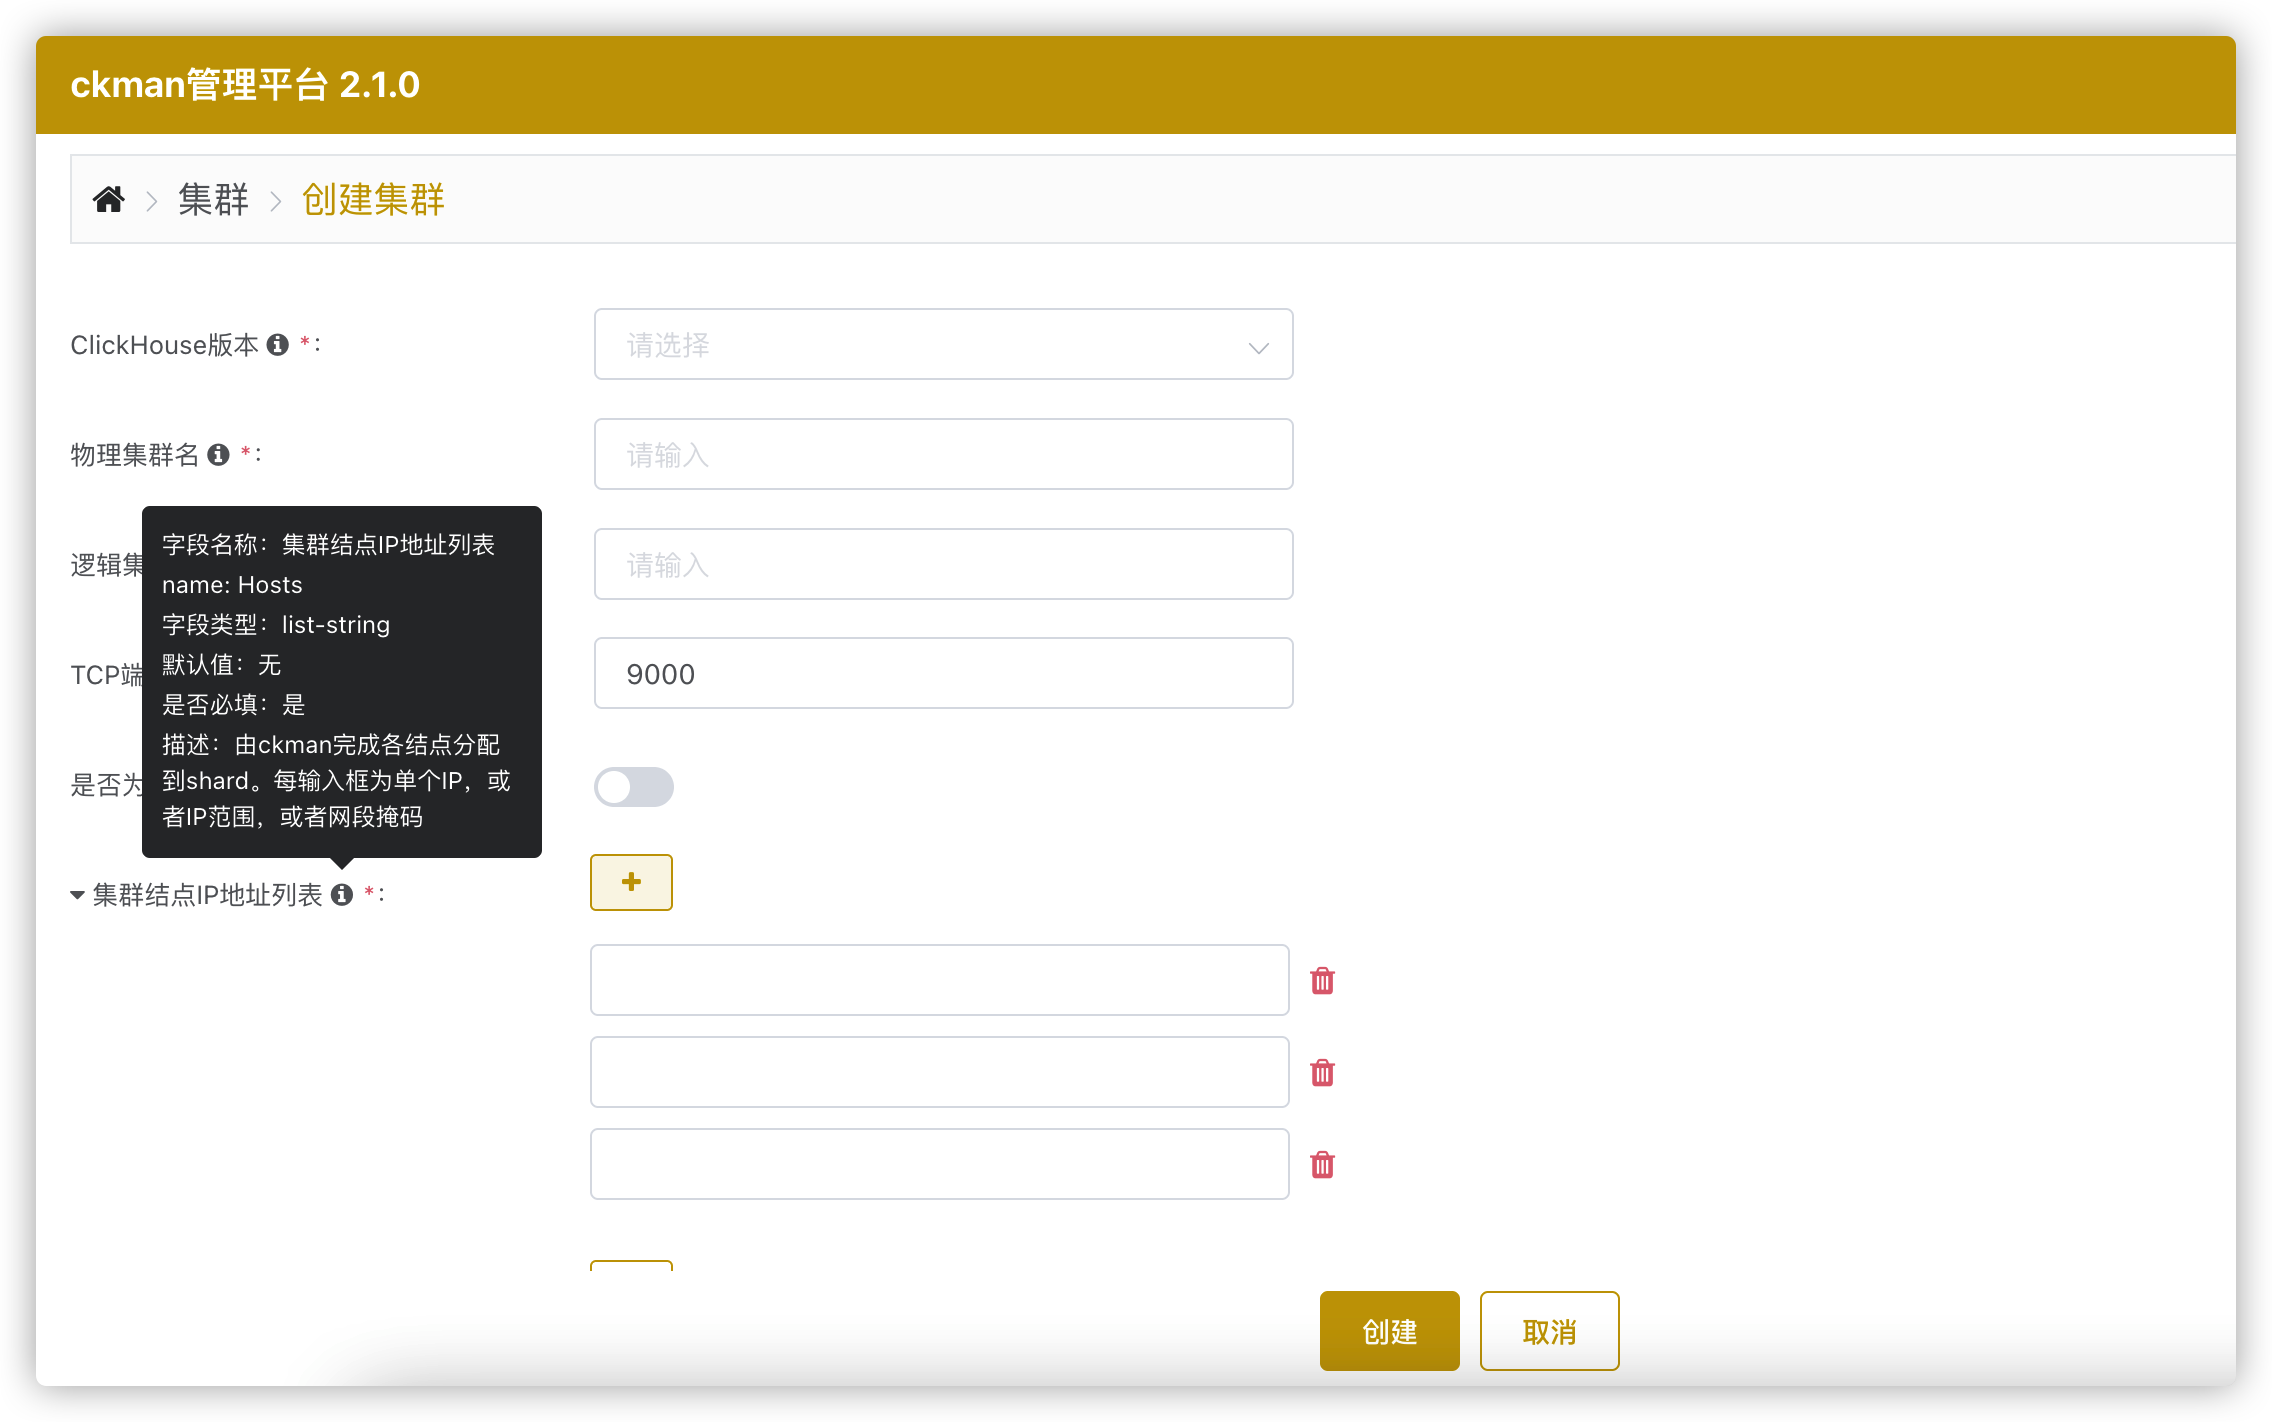 ckman管理平台 2.1.0
集群 > 创建集群
ClickHouse版本 *:
请选择
物理集群名 *:
请输入
逻辑集
请输入
TCP端
9000
是否为
字段名称：集群结点IP地址列表
name: Hosts
字段类型：list-string
默认值：无
是否必填：是
描述：由ckman完成各结点分配
到shard。每输入框为单个IP，或
者IP范围，或者网段掩码
集群结点IP地址列表 *:
+
创建
取消